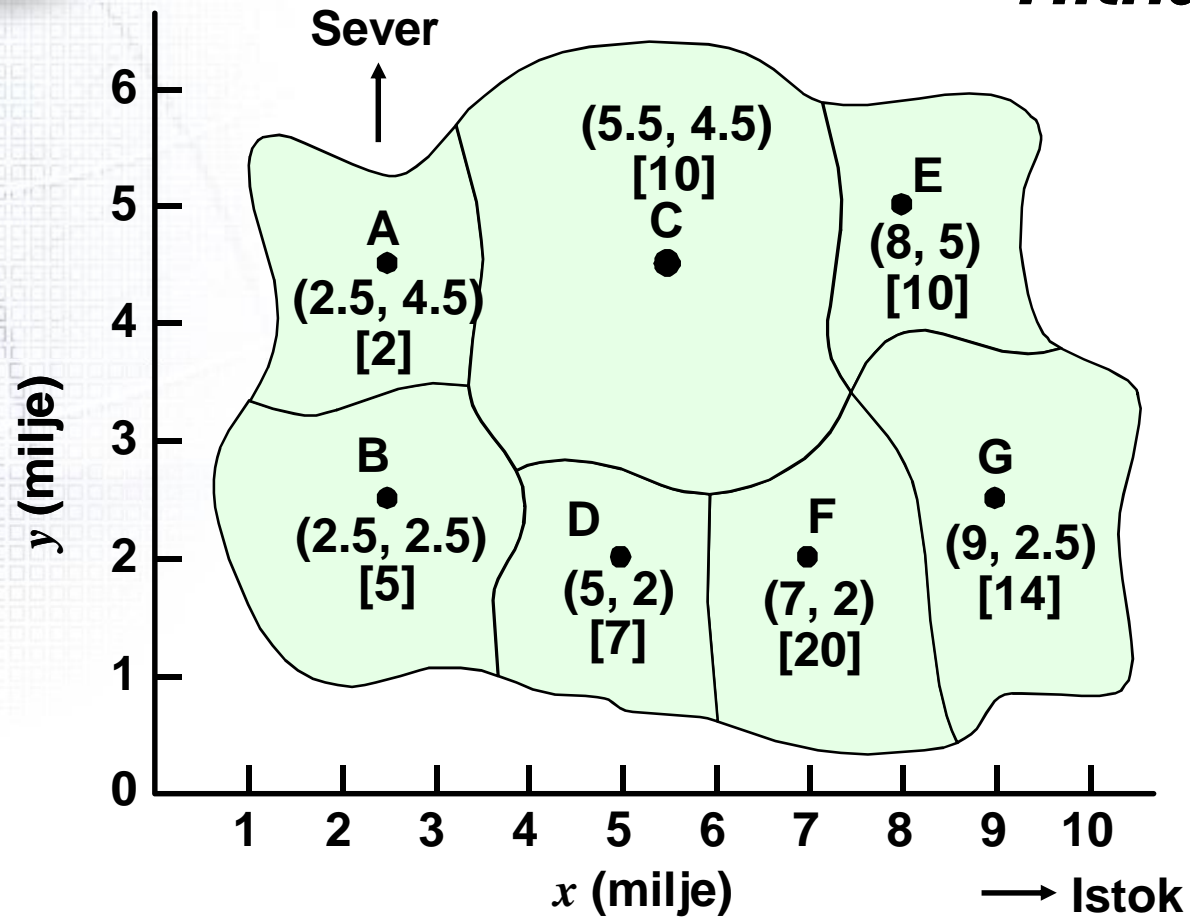 Sever
6
5
4
3
2
1
0
y (milje)
(5.5, 4.5)
[10]
C
E
(8, 5)
[10]
A
(2.5, 4.5)
[2]
B
(2.5, 2.5)
[5]
D
(5, 2)
[7]
F
(7, 2)
[20]
G
(9, 2.5)
[14]
1 2 3 4 5 6 7 8 9 10
x (milje)
Istok